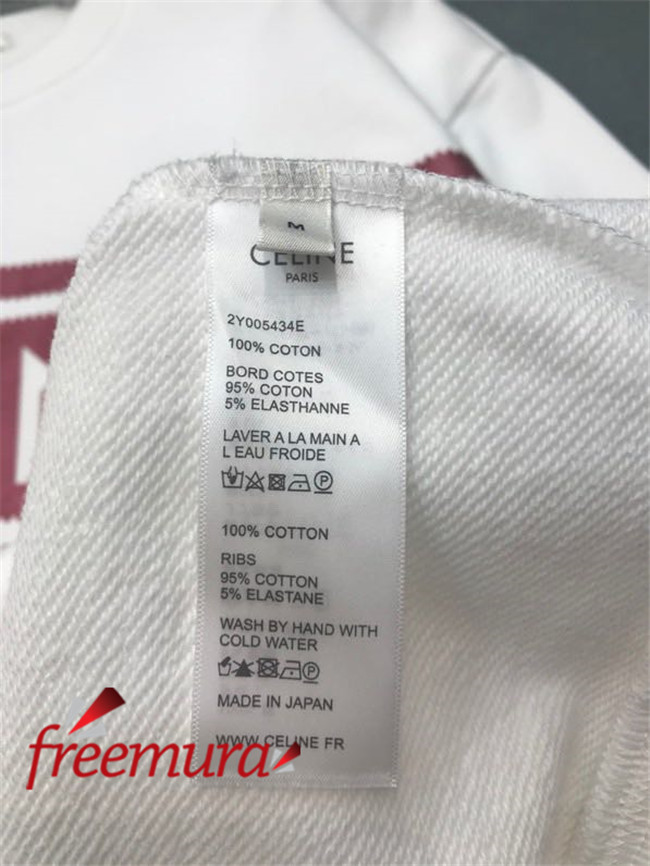 M
CELINE
PARIS
2Y005434E
100% COTON
BORD COTES
95% COTON
5% ELASTHANNE
LAVER A LA MAIN A
L EAU FROIDE
P
100% COTTON
RIBS
95% COTTON
5% ELASTANE
WASH BY HAND WITH
COLD WATER
P
MADE IN JAPAN
WWW CELINE FR
freemura